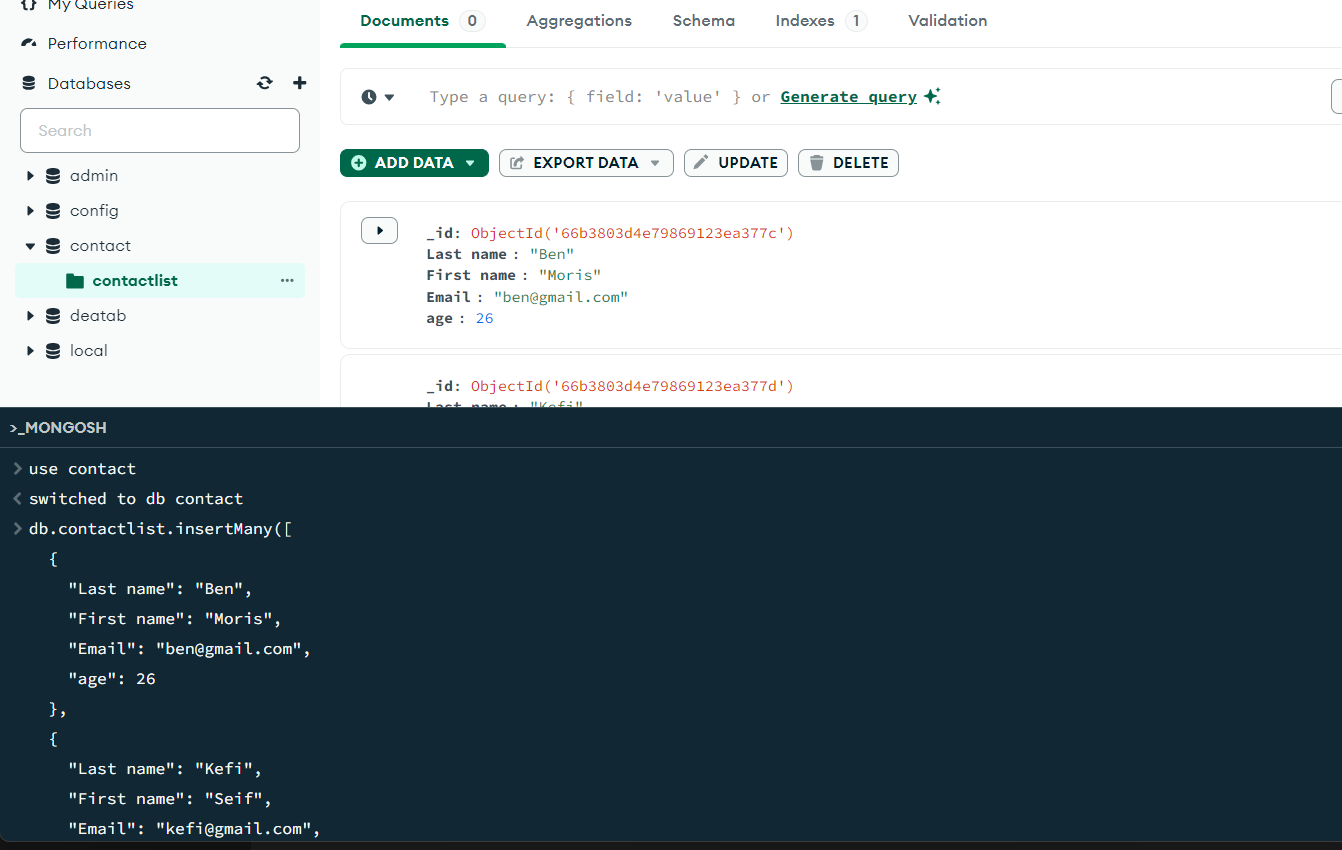 My Queries
Performance
Databases
Search
admin
config
contact
contactlist
deatab
local
Documents 0 Aggregations Schema Indexes 1 Validation
Type a query: { field: 'value' } or Generate query
ADD DATA EXPORT DATA UPDATE DELETE
_id: ObjectId('66b3803d4e79869123ea377c')
Last name : "Ben"
First name : "Moris"
Email : "ben@gmail.com"
age : 26
_id: ObjectId('66b3803d4e79869123ea377d')
Last name : "Kefi"
>_MONGOSH
> use contact
< switched to db contact
> db.contactlist.insertMany([
{
"Last name": "Ben",
"First name": "Moris",
"Email": "ben@gmail.com",
"age": 26
},
{
"Last name": "Kefi",
"First name": "Seif",
"Email": "kefi@gmail.com",